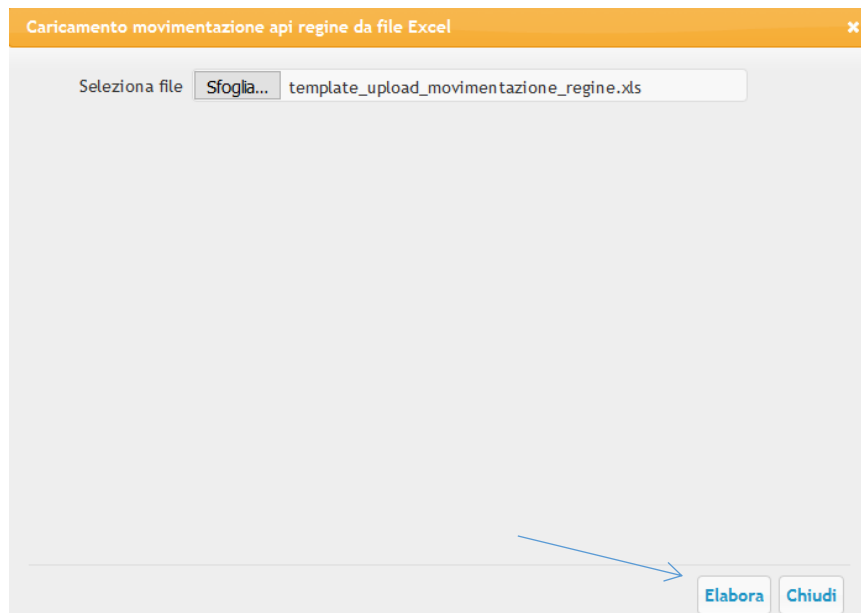 Caricamento movimentazione api regine da file Excel
Seleziona file Sfoglia... template_upload_movimentazione_regine.xls
Elabora Chiudi